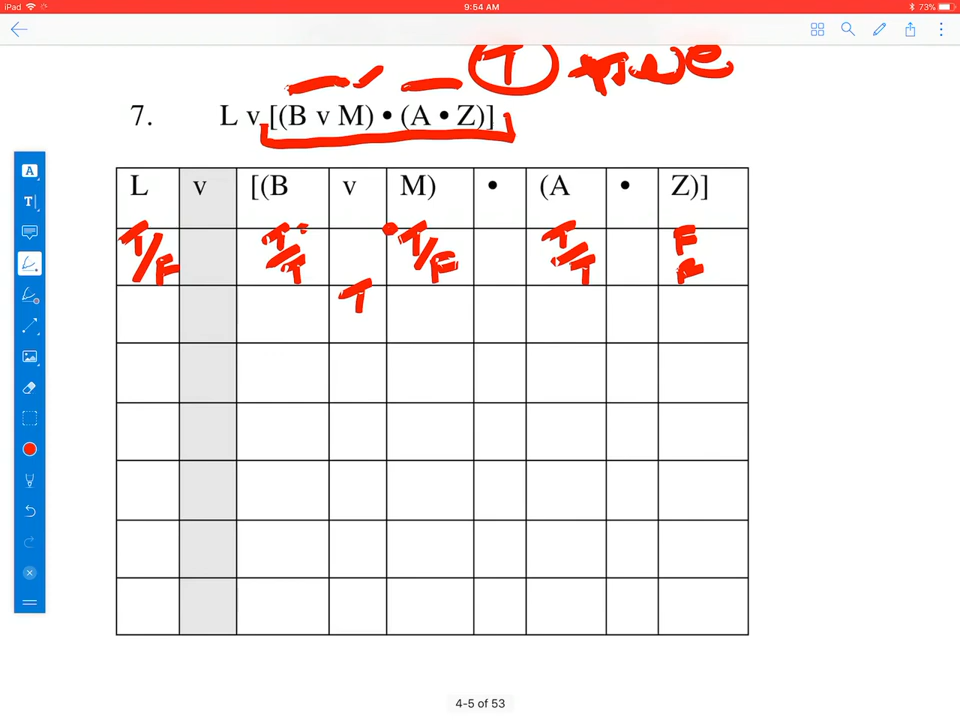 iPad 9:54 AM 73%
T true
7. L v [(B v M) • (A • Z)]
L v [(B v M) • (A • Z)]
T/F T/T T/F T/T F
F
T
A
T
4-5 of 53